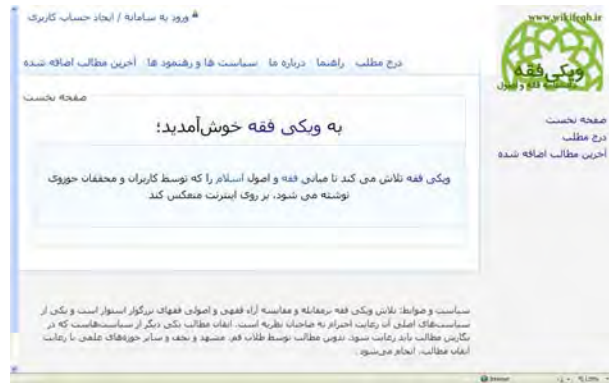 ورود به سامانه / ایجاد حساب کاربری
www.wikifeqh.ir
ویکی فقه
دانشنامه فقه و اصول
درج مطلب راهنما درباره ما سیاست ها و رهنمود ها آخرین مطالب اضافه شده
صفحه نخست
درج مطلب
آخرین مطالب اضافه شده
صفحه نخست
به ویکی فقه خوش‌آمدید؛
ویکی فقه تلاش می کند تا مبانی فقه و اصول اسلام را که توسط کاربران و محققان حوزوی
نوشته می شود، بر روی اینترنت منعکس کند
سیاست و ضوابط: تلاش ویکی فقه برمقابله و مقایسه آراء فقهی و اصولی فقهای بزرگوار استوار است و یکی از
سیاست‌های اصلی آن رعایت احترام به صاحبان نظریه است. اتقان مطالب یکی دیگر از سیاست‌هاست که در
نگارش مطالب باید رعایت شود. تدوین مطالب توسط طلاب قم، مشهد و نجف و سایر حوزه‌های علمی با رعایت
اتقان مطالب، انجام می‌شود.
Internet